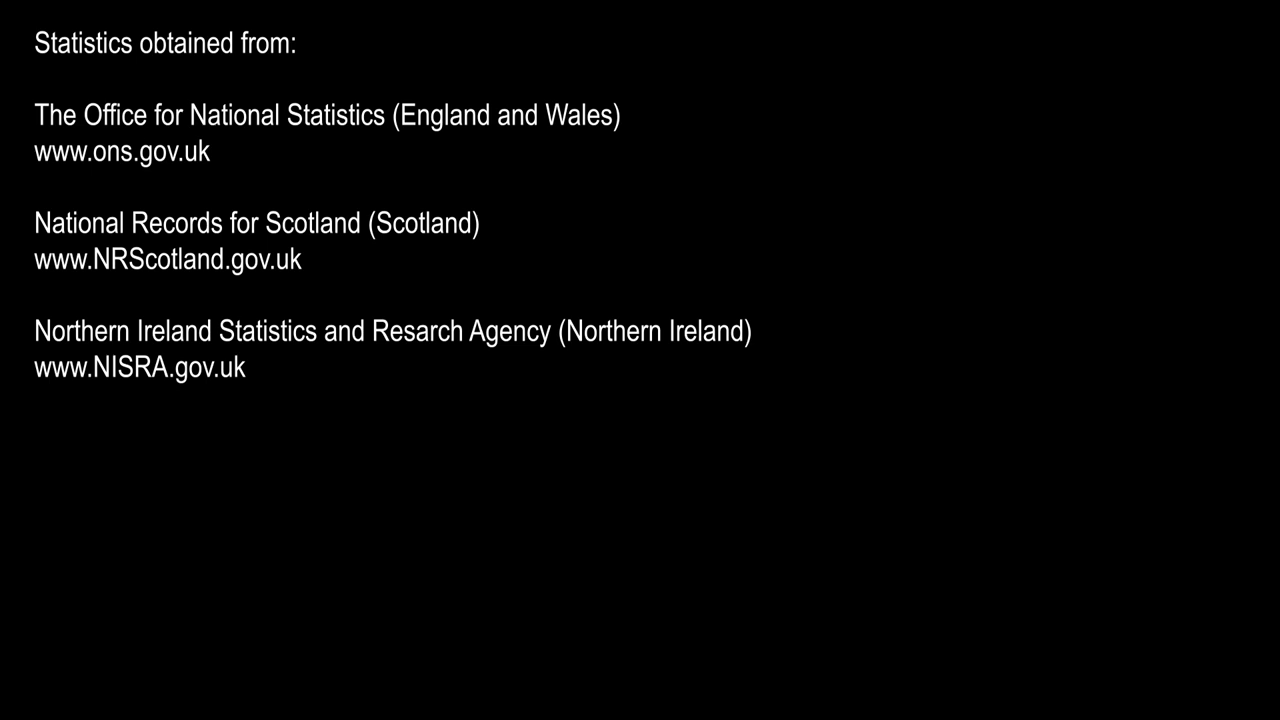 Statistics obtained from:
The Office for National Statistics (England and Wales)
www.ons.gov.uk
National Records for Scotland (Scotland)
www.NRScotland.gov.uk
Northern Ireland Statistics and Resarch Agency (Northern Ireland)
www.NISRA.gov.uk